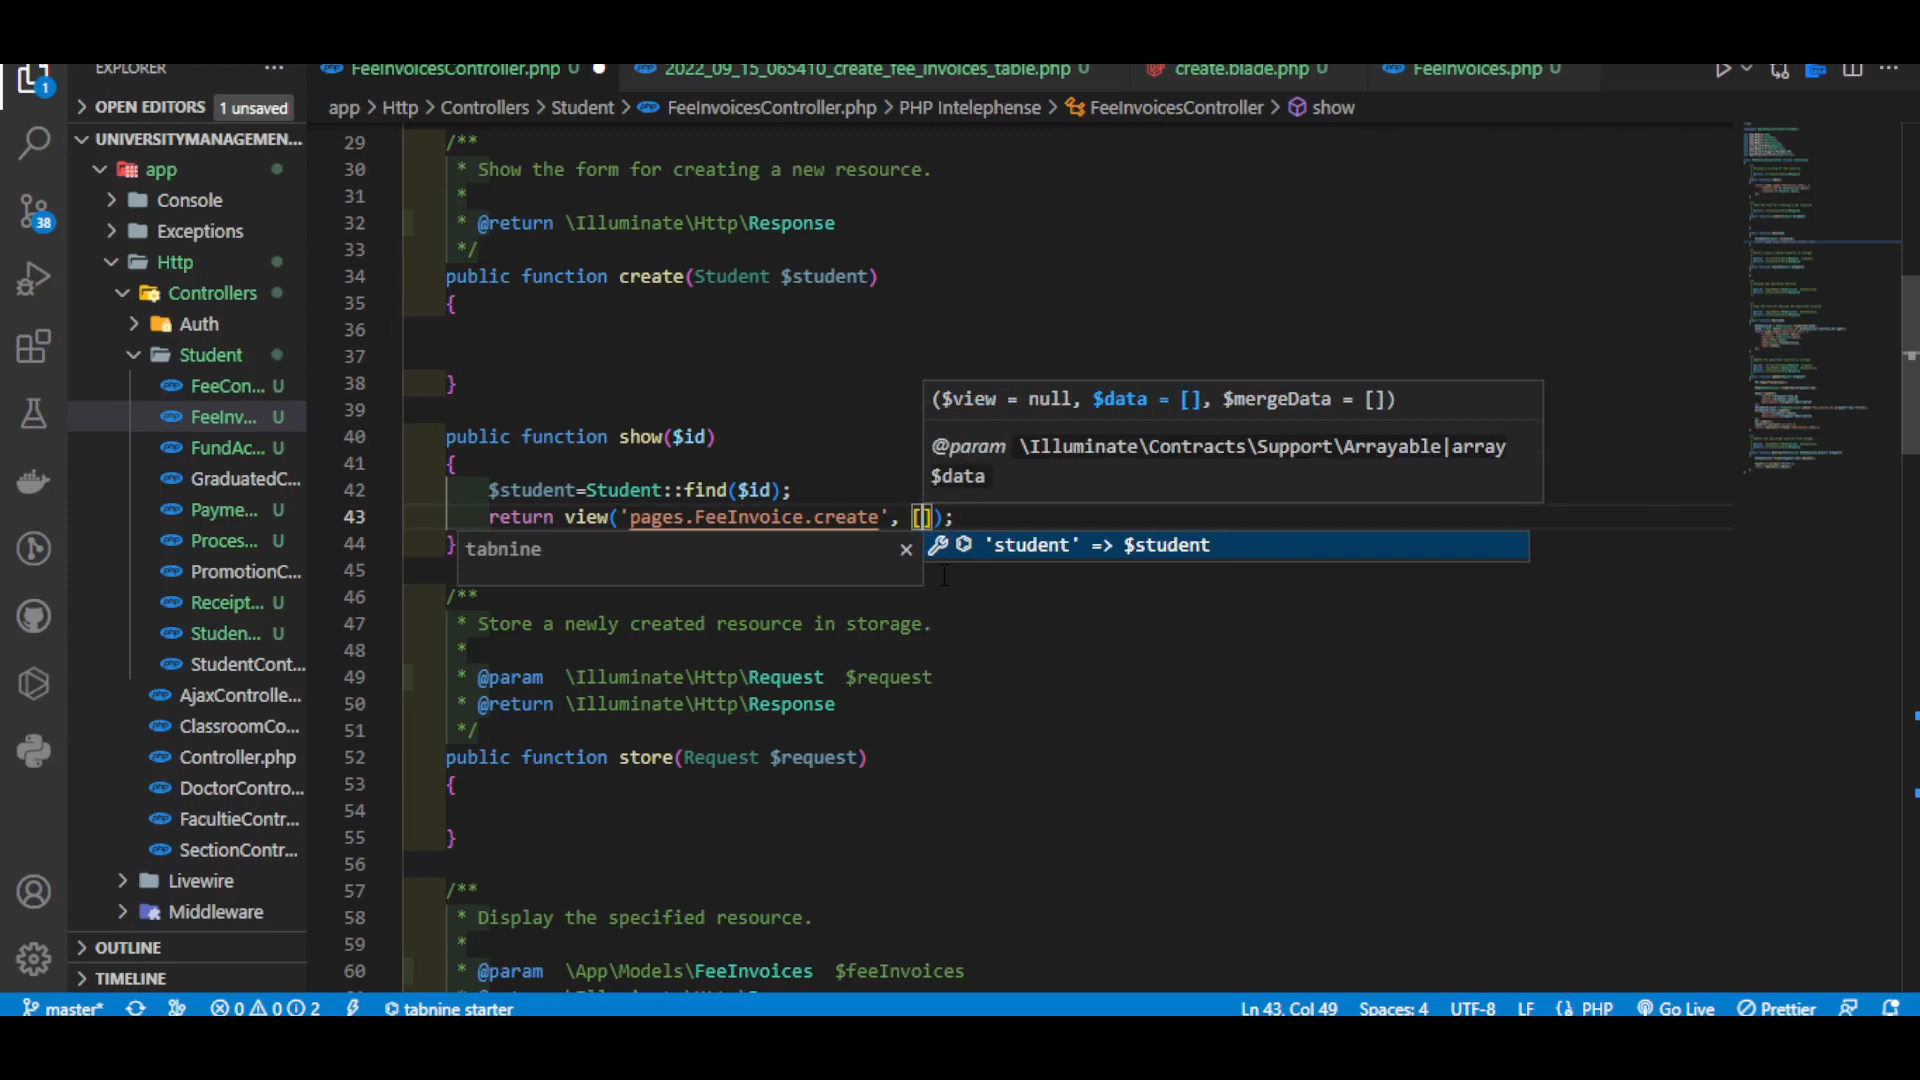 EXPLORER ...
OPEN EDITORS 1 unsaved
UNIVERSITYMANAGEMEN...
app
Console
Exceptions
Http
Controllers
Auth
Student
FeeCon... U
FeeInv... U
FundAc... U
GraduatedC...
Payme... U
Proces... U
PromotionC...
Receipt... U
Studen... U
StudentCont...
AjaxControlle...
ClassroomCo...
Controller.php
DoctorContro...
FacultieContr...
SectionContr...
Livewire
Middleware
OUTLINE
TIMELINE
1
38
FeeInvoicesController.php U
2022_09_15_065410_create_fee_invoices_table.php U
create.blade.php U
FeeInvoices.php U
app > Http > Controllers > Student > FeeInvoicesController.php > PHP Intelephense > FeeInvoicesController > show
29 /**
30 * Show the form for creating a new resource.
31 *
32 * @return \Illuminate\Http\Response
33 */
34 public function create(Student $student)
35 {
36
37
38 }
39
40 public function show($id)
41 {
42 $student=Student::find($id);
43 return view('pages.FeeInvoice.create', []);
44 }
45
46 /**
47 * Store a newly created resource in storage.
48 *
49 * @param \Illuminate\Http\Request $request
50 * @return \Illuminate\Http\Response
51 */
52 public function store(Request $request)
53 {
54
55 }
56
57 /**
58 * Display the specified resource.
59 *
60 * @param \App\Models\FeeInvoices $feeInvoices
($view = null, $data = [], $mergeData = [])
@param \Illuminate\Contracts\Support\Arrayable|array
$data
tabnine ×
'student' => $student
master* 0 0 2 tabnine starter Ln 43, Col 49 Spaces: 4 UTF-8 LF {} PHP Go Live Prettier